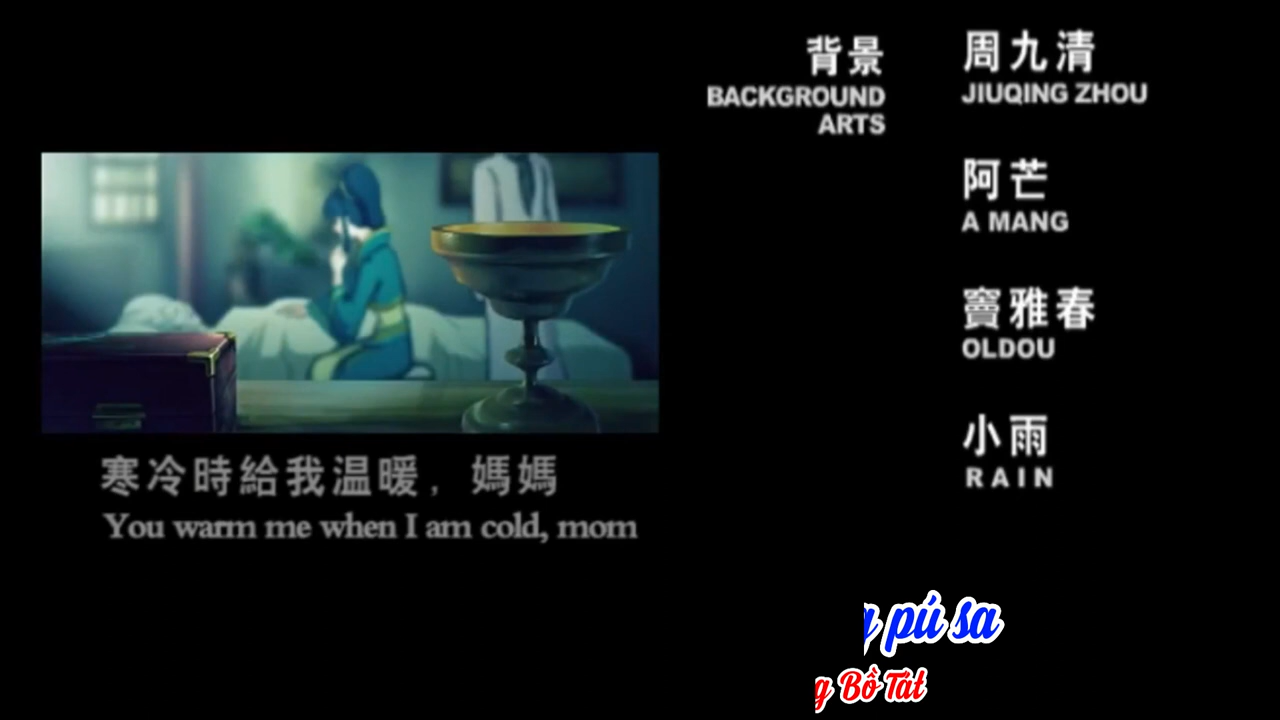 背景
BACKGROUND
ARTS
周九清
JIUQING ZHOU
阿芒
A MANG
竇雅春
OLDOU
小雨
RAIN
寒冷時給我温暖，媽媽
You warm me when I am cold, mom
pú sa
g Bồ Tát